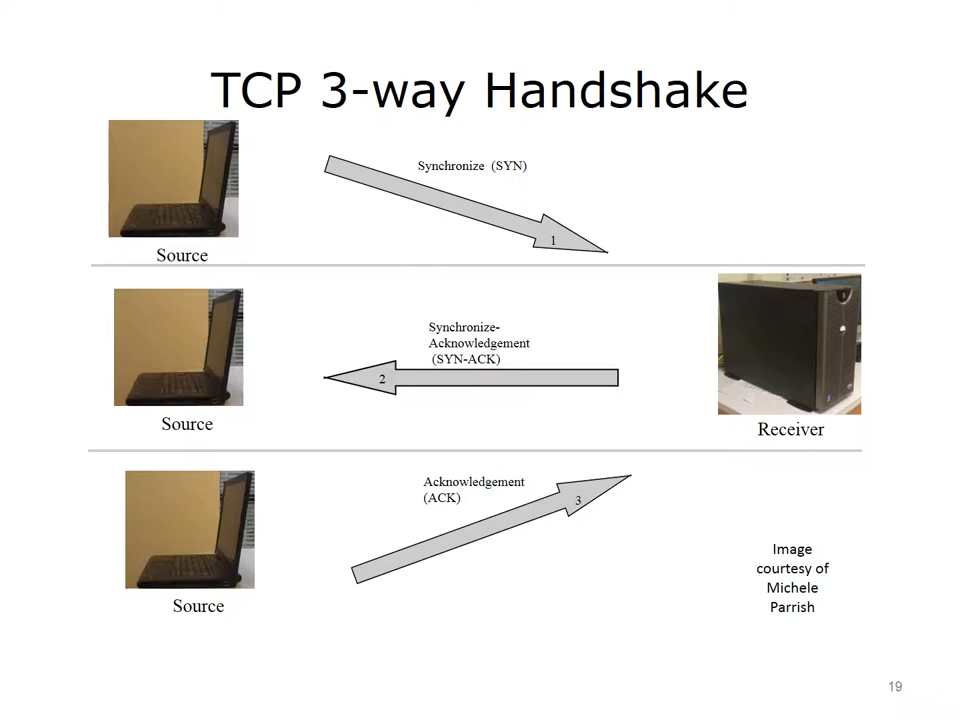 TCP 3-way Handshake
Synchronize (SYN)
1
Source
Synchronize-
Acknowledgement
(SYN-ACK)
2
Source
Receiver
Acknowledgement
(ACK)
3
Source
Image
courtesy of
Michele
Parrish
19